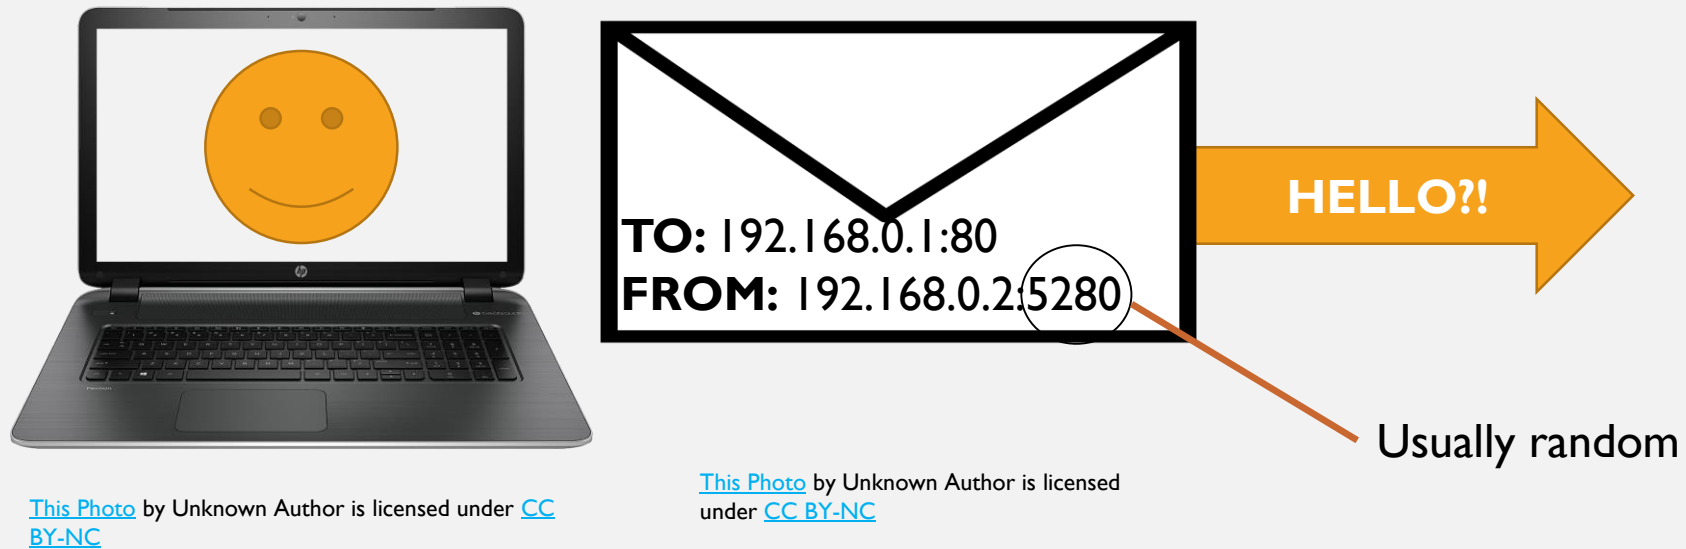 TO: 192.168.0.1:80
FROM: 192.168.0.2:5280
HELLO?!
Usually random
hp
This Photo by Unknown Author is licensed under CC
BY-NC
This Photo by Unknown Author is licensed
under CC BY-NC